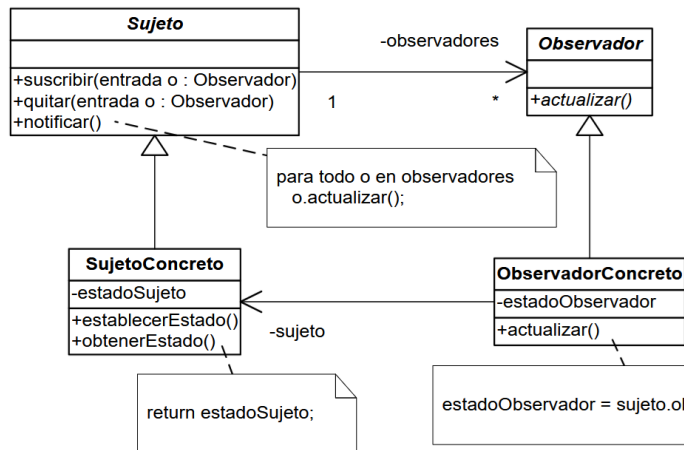 Sujeto
+suscribir(entrada o : Observador)
+quitar(entrada o : Observador)
+notificar()
-observadores
1
*
Observador
+actualizar()
para todo o en observadores
o.actualizar();
SujetoConcreto
-estadoSujeto
+establecerEstado()
+obtenerEstado()
-sujeto
ObservadorConcreto
-estadoObservador
+actualizar()
return estadoSujeto;
estadoObservador = sujeto.ob